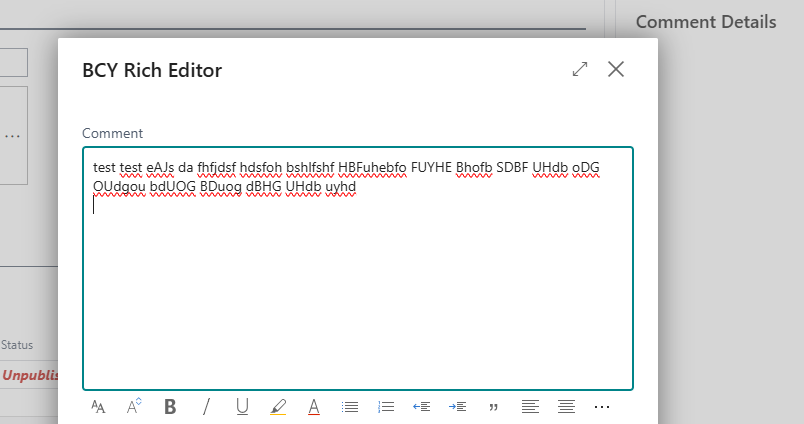 Comment Details
BCY Rich Editor
Comment
test test eAJs da fhfjdsf hdsfoh bshlfshf HBFuhebfo FUYHE Bhofb SDBF UHdb oDG
OUdgou bdUOG BDuog dBHG UHdb uyhd
Status
Unpublis